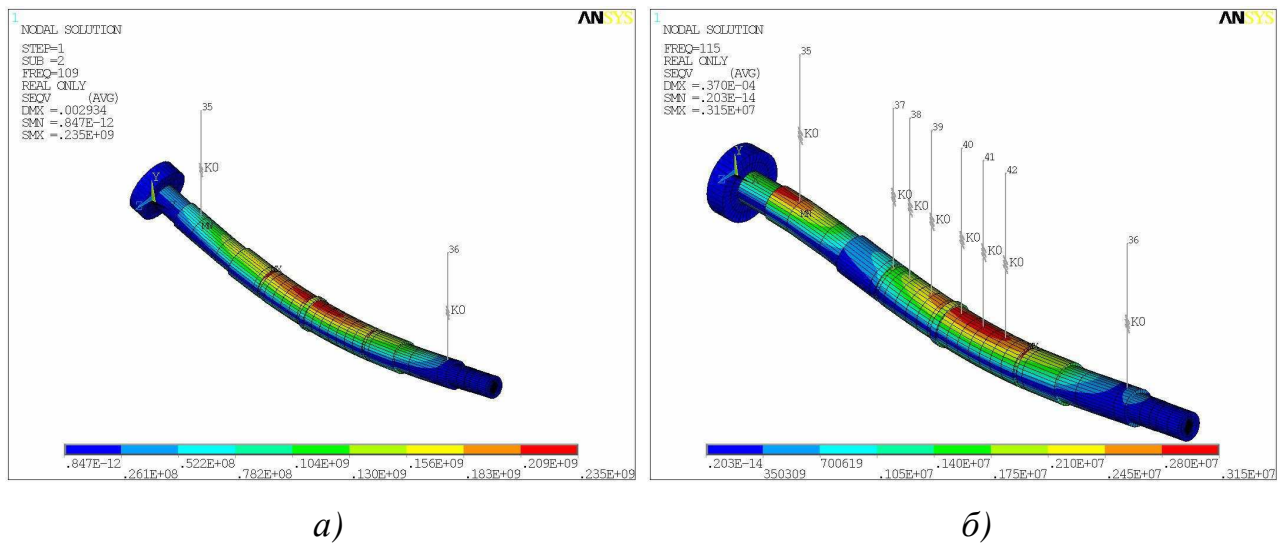 1
ANSYS
NODAL SOLUTION
STEP=1
SUB =2
FREQ=109
REAL ONLY
SEQV (AVG)
DMX =.002934
SMN =.847E-12
SMX =.235E+09
35
K0
Y
Z
MN
MX
36
K0
.847E-12 .522E+08 .104E+09 .156E+09 .209E+09
.261E+08 .782E+08 .130E+09 .183E+09 .235E+09
а)
1
ANSYS
NODAL SOLUTION
FREQ=115
REAL ONLY
SEQV (AVG)
DMX =.370E-04
SMN =.203E-14
SMX =.315E+07
35
37
38
39
40
41
42
36
K0
K0
K0
K0
K0
K0
K0
K0
Y
Z
X
MN
MX
.203E-14 700619 .140E+07 .210E+07 .280E+07
350309 .105E+07 .175E+07 .245E+07 .315E+07
б)